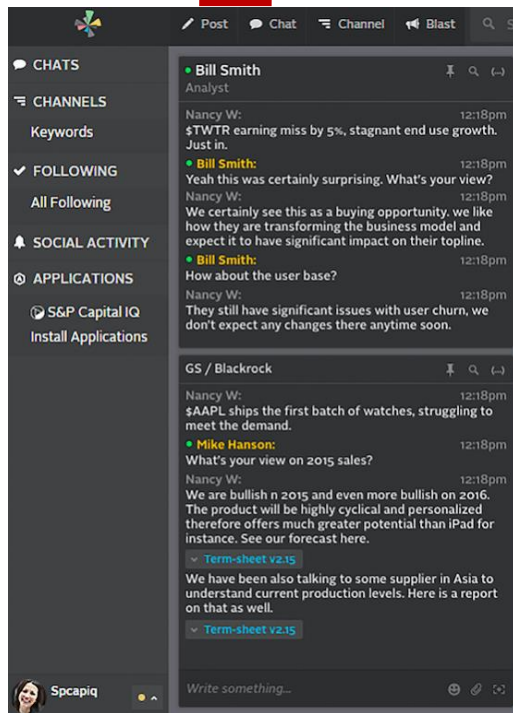 Post Chat Channel Blast
CHATS
CHANNELS
Keywords
FOLLOWING
All Following
SOCIAL ACTIVITY
APPLICATIONS
S&P Capital IQ
Install Applications
Spcapiq
Bill Smith
Analyst
Nancy W: 12:18pm
$TWTR earning miss by 5%, stagnant end use growth.
Just in.
Bill Smith: 12:18pm
Yeah this was certainly surprising. What's your view?
Nancy W: 12:18pm
We certainly see this as a buying opportunity. we like
how they are transforming the business model and
expect it to have significant impact on their topline.
Bill Smith: 12:18pm
How about the user base?
Nancy W: 12:18pm
They still have significant issues with user churn, we
don't expect any changes there anytime soon.
GS / Blackrock
Nancy W: 12:18pm
$AAPL ships the first batch of watches, struggling to
meet the demand.
Mike Hanson: 12:18pm
What's your view on 2015 sales?
Nancy W: 12:18pm
We are bullish n 2015 and even more bullish on 2016.
The product will be highly cyclical and personalized
therefore offers much greater potential than iPad for
instance. See our forecast here.
Term-sheet v2.15
We have been also talking to some supplier in Asia to
understand current production levels. Here is a report
on that as well.
Term-sheet v2.15
Write something...